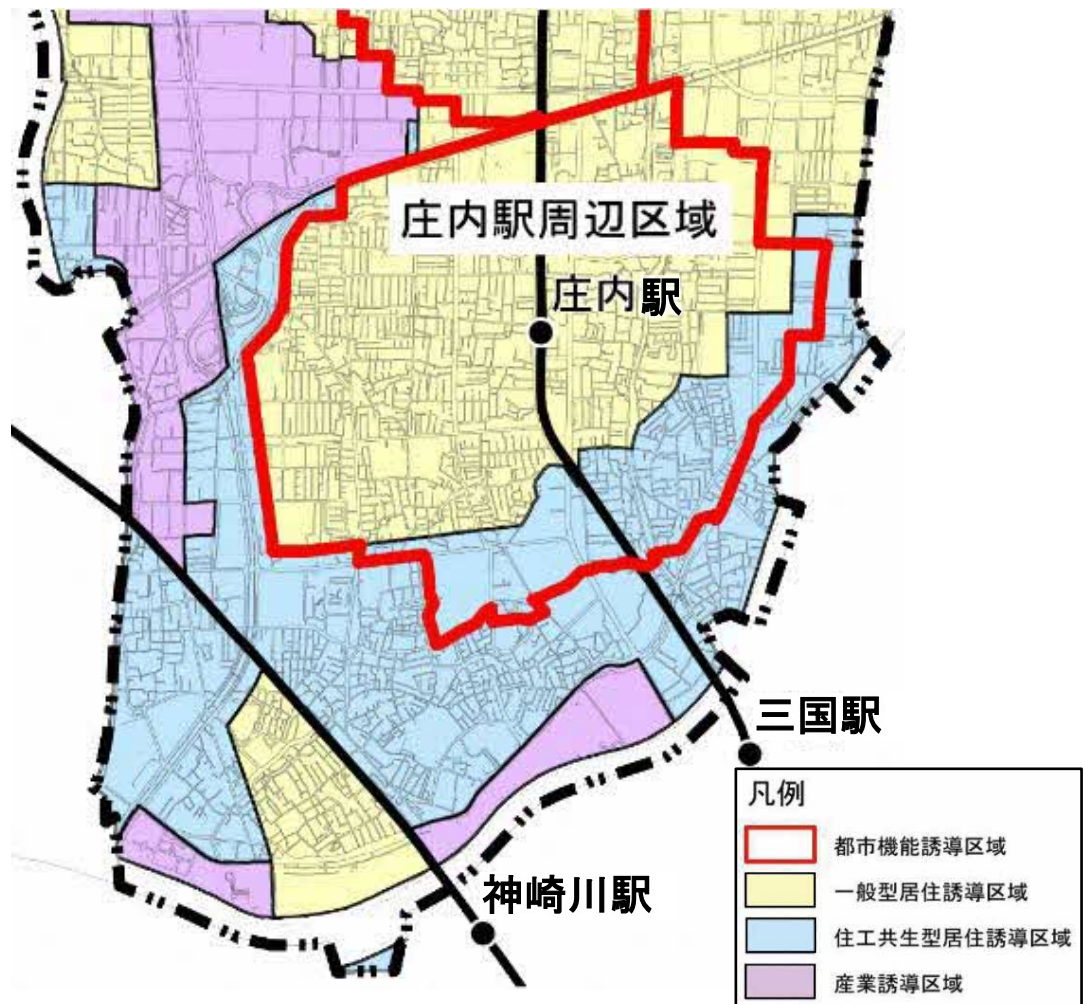 庄内駅周辺区域
庄内駅
三国駅
神崎川駅
凡例
都市機能誘導区域
一般型居住誘導区域
住工共生型居住誘導区域
産業誘導区域